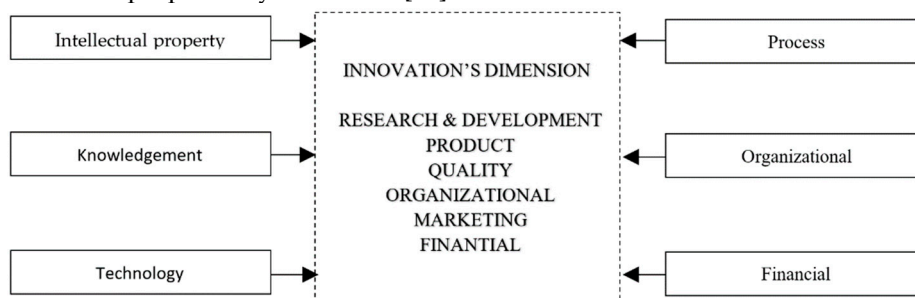 Intellectual property
Process
INNOVATION'S DIMENSION
RESEARCH & DEVELOPMENT
PRODUCT
Knowledgement
Organizational
QUALITY
ORGANIZATIONAL
MARKETING
FINANTIAL
Technology
Financial